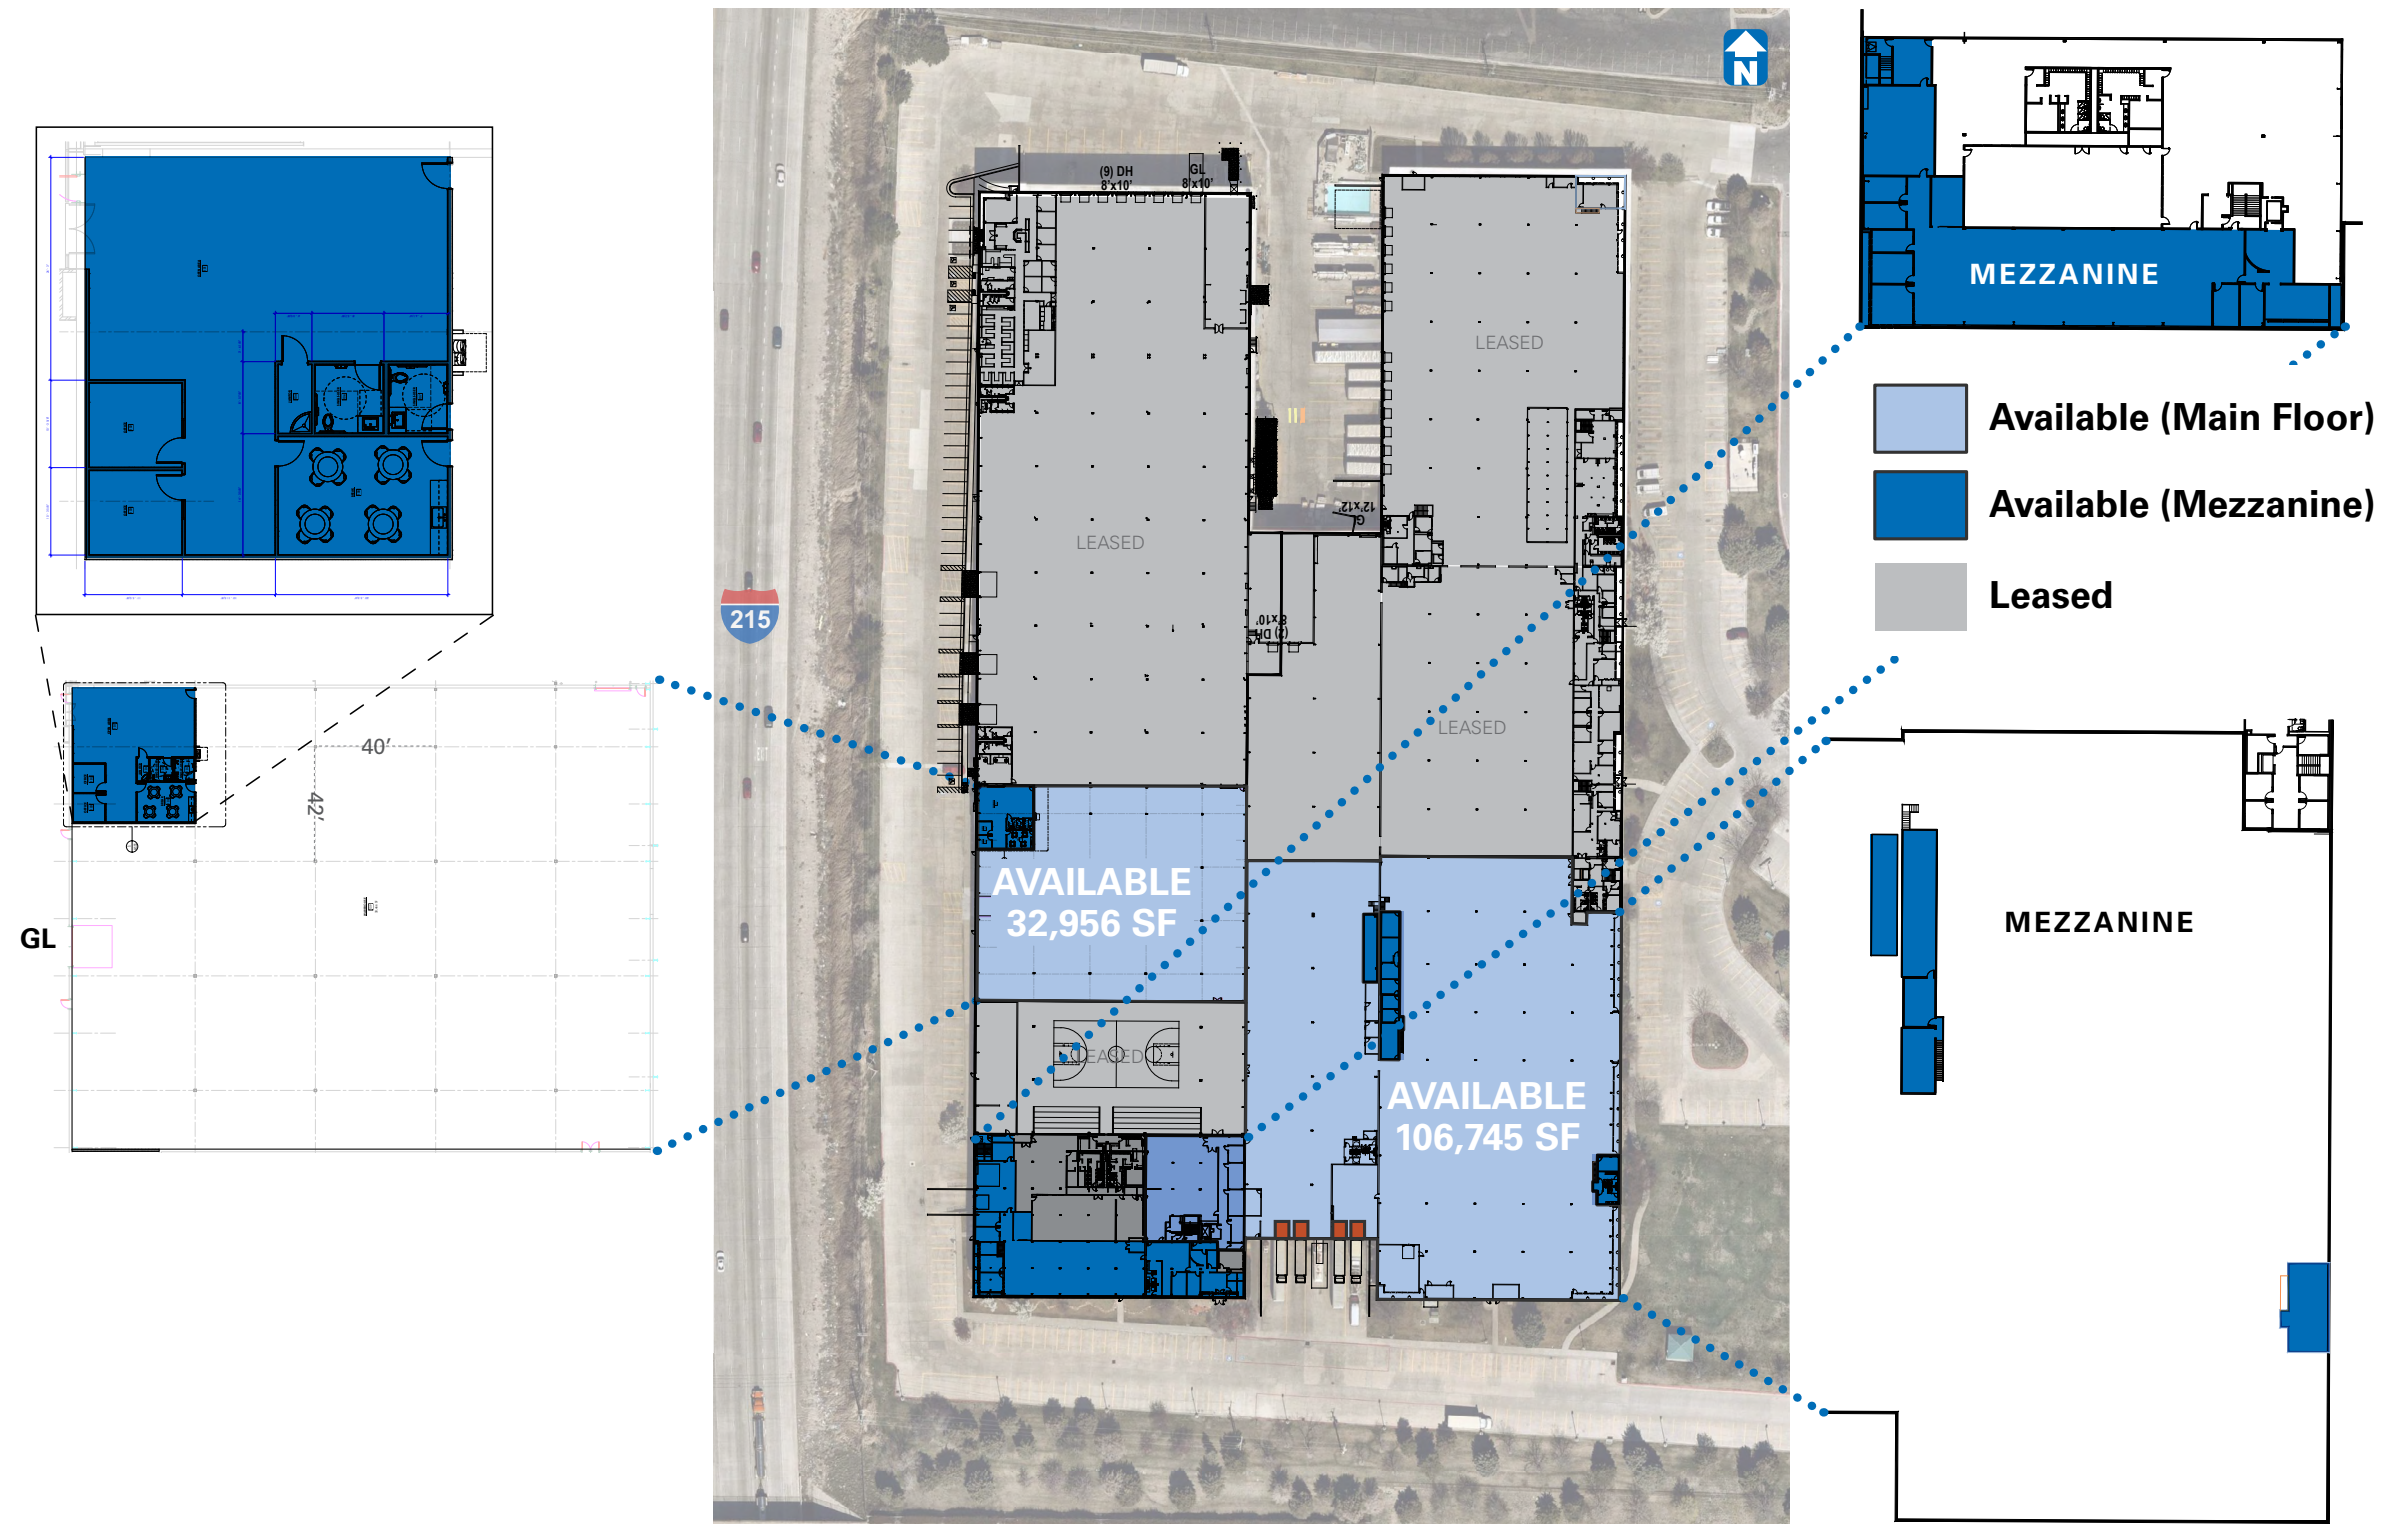 N
(9) DH
8'x10'
GL
8'x10'
MEZZANINE
LEASED
Available (Main Floor)
Available (Mezzanine)
Leased
GL
12'x12'
LEASED
215
(2) DH
8'x10'
LEASED
40'
42'
AVAILABLE
32,956 SF
GL
MEZZANINE
LEASED
AVAILABLE
106,745 SF